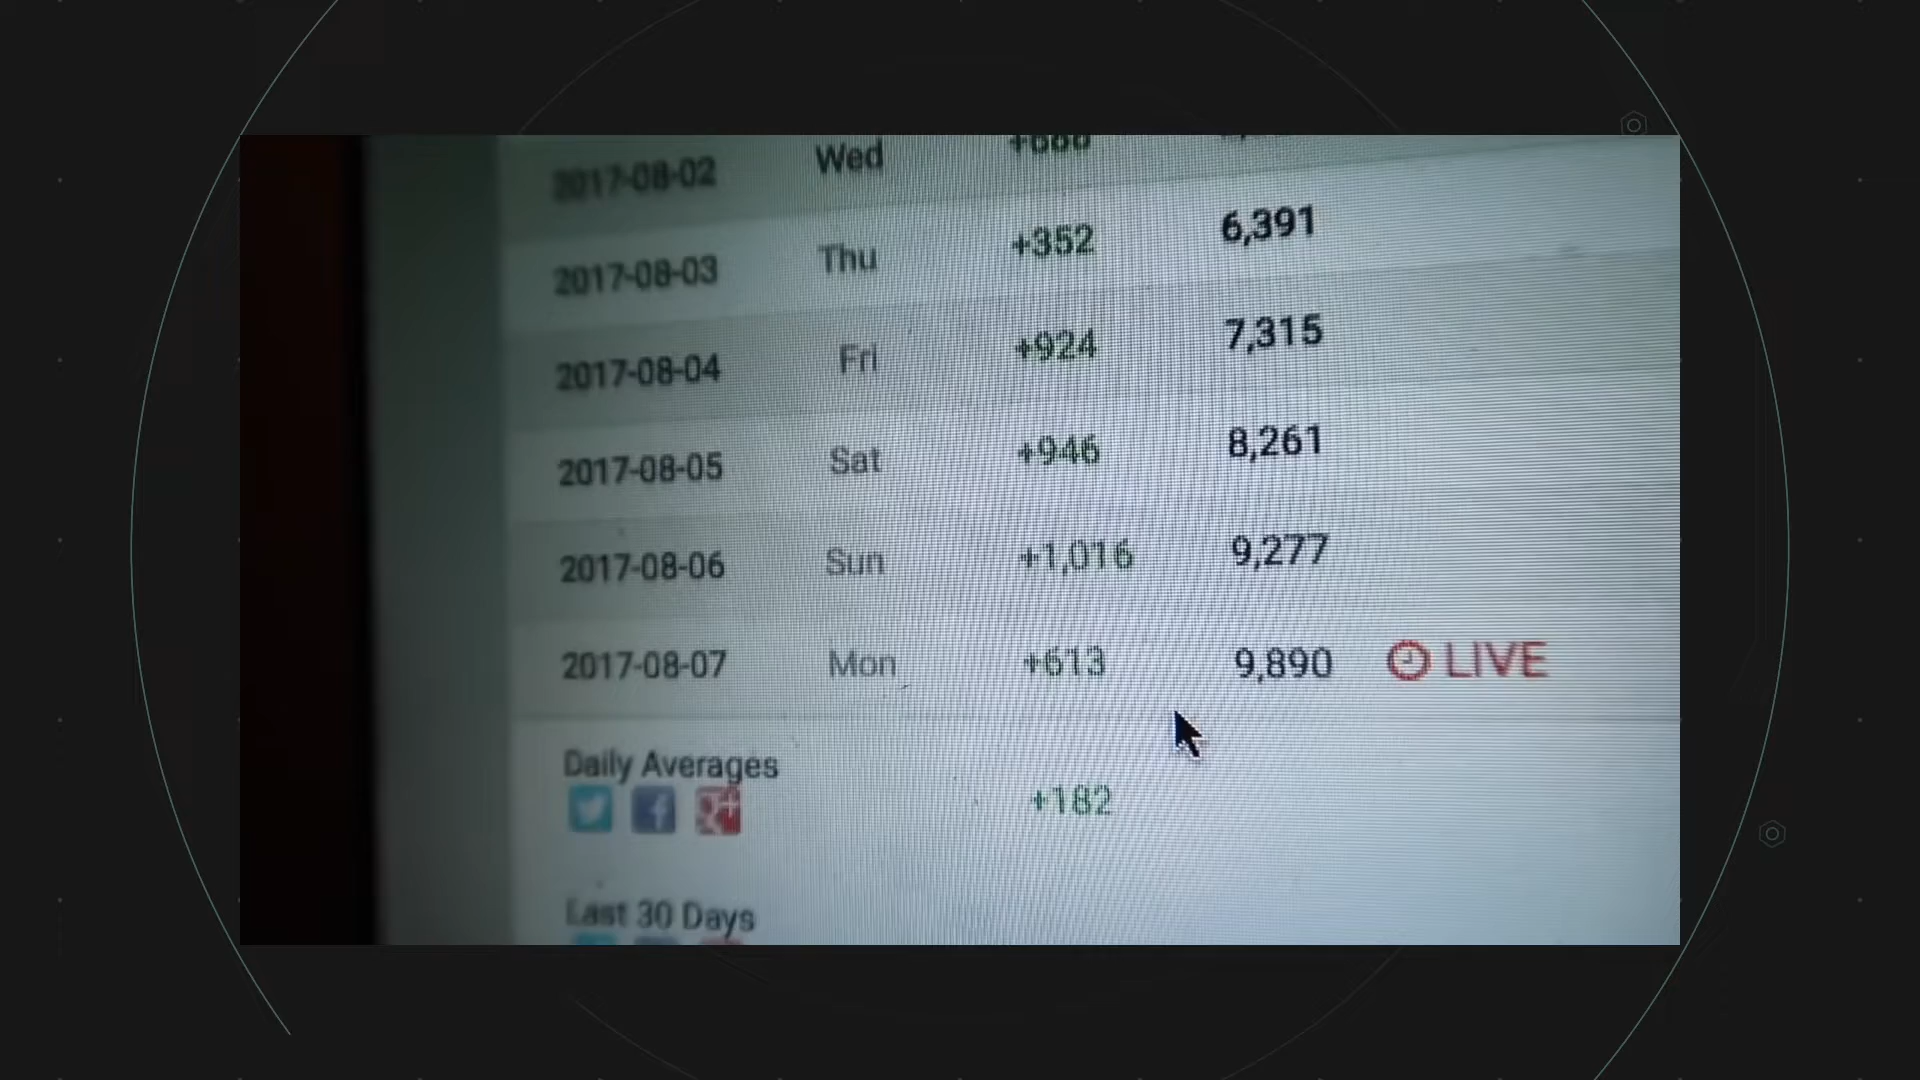 2017-08-02 Wed
2017-08-03 Thu +352 6,391
2017-08-04 Fri +924 7,315
2017-08-05 Sat +946 8,261
2017-08-06 Sun +1,016 9,277
2017-08-07 Mon +613 9,890 LIVE
Daily Averages
+182
Last 30 Days